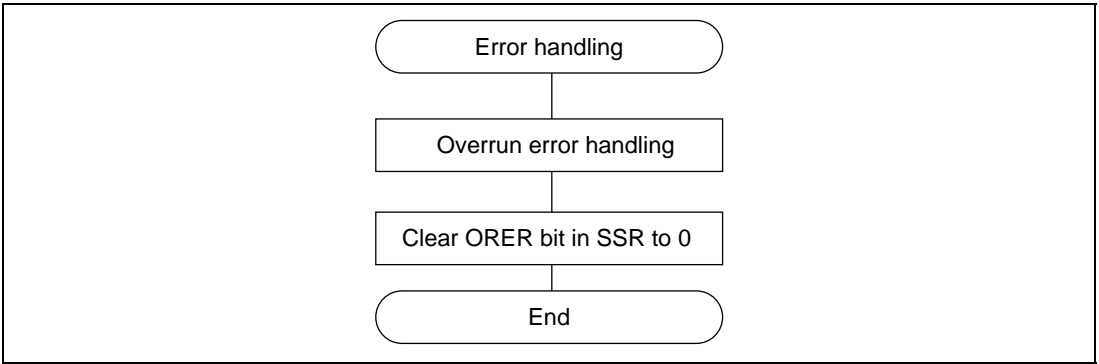 Error handling
Overrun error handling
Clear ORER bit in SSR to 0
End